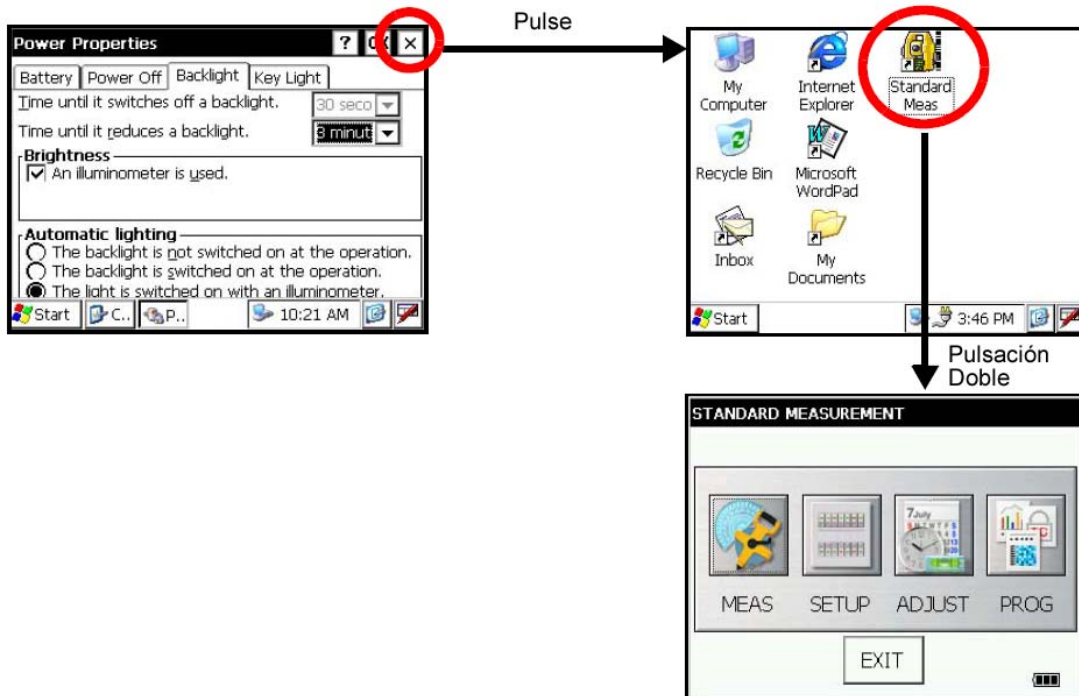 Pulse
Power Properties ? OK ×
Battery Power Off Backlight Key Light
Time until it switches off a backlight. 30 seco
Time until it reduces a backlight. 3 minut
Brightness
An illuminometer is used.
Automatic lighting
The backlight is not switched on at the operation.
The backlight is switched on at the operation.
The light is switched on with an illuminometer.
Start C.. P.. 10:21 AM
My Computer
Internet Explorer
Standard Meas
Recycle Bin
Microsoft WordPad
Inbox
My Documents
Start 3:46 PM
Pulsación
Doble
STANDARD MEASUREMENT
7 July
TC
MEAS SETUP ADJUST PROG
EXIT